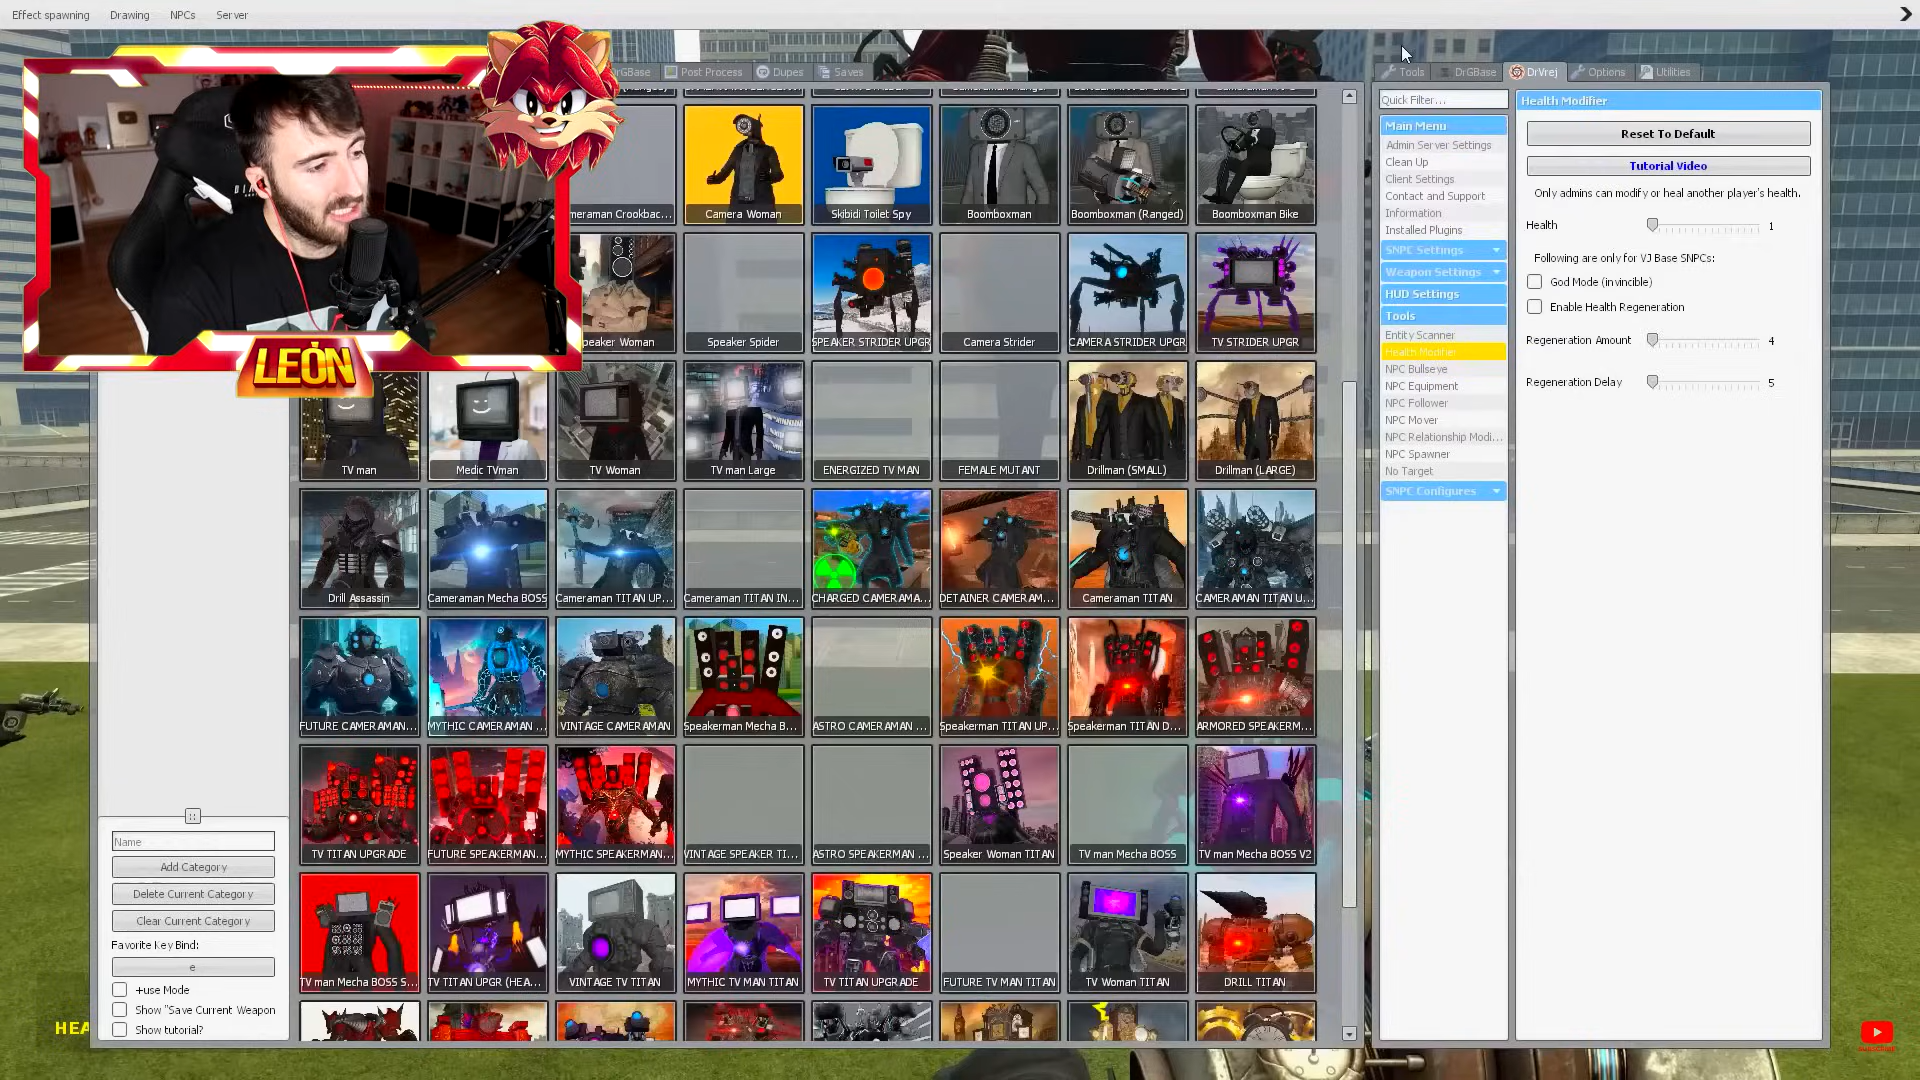 Effect spawning Drawing NPCs Server
Post Process Dupes Saves
Tools DrGBase DrVrej Options Utilities
LEÓN
Camera Woman Skibidi Toilet Spy Boomboxman Boomboxman (Ranged) Boomboxman Bike
Speaker Spider SPEAKER STRIDER UPGR Camera Strider CAMERA STRIDER UPGR TV STRIDER UPGR
TV man Medic TVman TV Woman TV man Large ENERGIZED TV MAN FEMALE MUTANT Drillman (SMALL) Drillman (LARGE)
Drill Assassin Cameraman Mecha BOSS Cameraman TITAN UP... Cameraman TITAN IN... CHARGED CAMERAMA... DETAINER CAMERAM... Cameraman TITAN CAMERAMAN TITAN U...
FUTURE CAMERAMAN... MYTHIC CAMERAMAN ... VINTAGE CAMERAMAN Speakerman Mecha B... ASTRO CAMERAMAN ... Speakerman TITAN UP... Speakerman TITAN D... ARMORED SPEAKERM...
TV TITAN UPGRADE FUTURE SPEAKERMAN... MYTHIC SPEAKERMAN... VINTAGE SPEAKER TI... ASTRO SPEAKERMAN ... Speaker Woman TITAN TV man Mecha BOSS TV man Mecha BOSS V2
TV man Mecha BOSS S... TV TITAN UPGR (HEA... VINTAGE TV TITAN MYTHIC TV MAN TITAN TV TITAN UPGRADE FUTURE TV MAN TITAN TV Woman TITAN DRILL TITAN
Name
Add Category
Delete Current Category
Clear Current Category
Favorite Key Bind:
e
+use Mode
Show "Save Current Weapon
Show tutorial?
HEA
Quick Filter...
Main Menu
Admin Server Settings
Clean Up
Client Settings
Contact and Support
Information
Installed Plugins
SNPC Settings
Weapon Settings
HUD Settings
Tools
Entity Scanner
Health Modifier
NPC Bullseye
NPC Equipment
NPC Follower
NPC Mover
NPC Relationship Modi...
NPC Spawner
No Target
SNPC Configures
Health Modifier
Reset To Default
Tutorial Video
Only admins can modify or heal another player's health.
Health 1
Following are only for VJ Base SNPCs:
God Mode (invincible)
Enable Health Regeneration
Regeneration Amount 4
Regeneration Delay 5